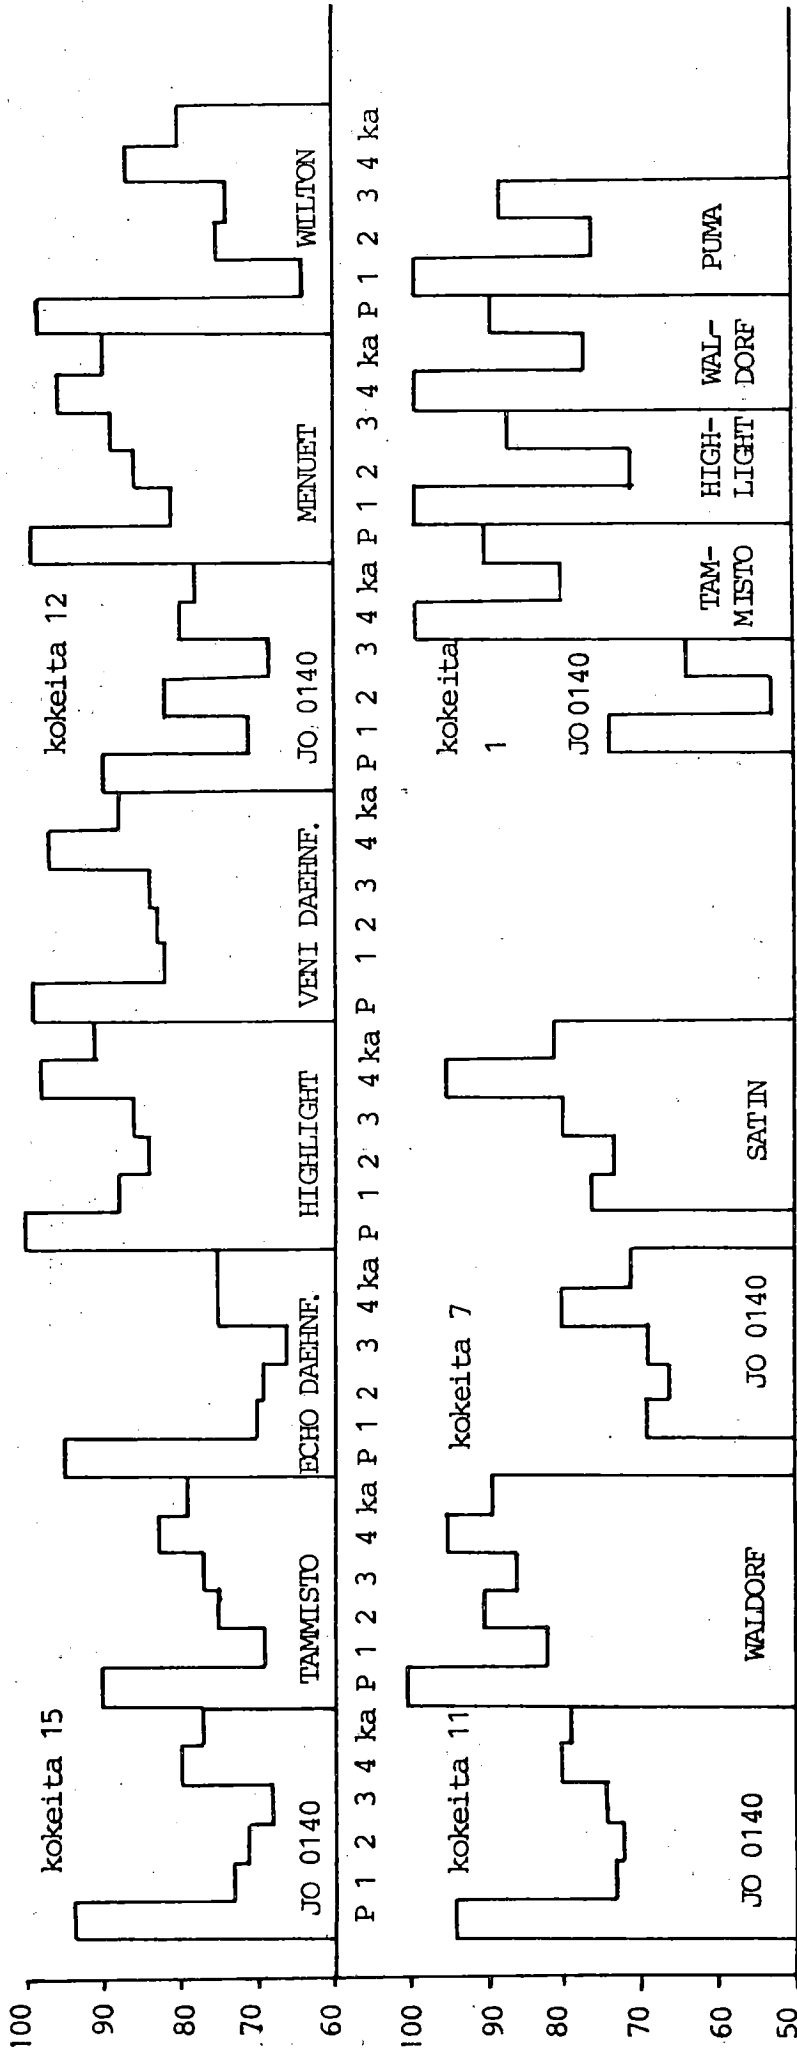 100
90
80
70
kokeita 15
kokeita 12
JO 0140
TAMMISTO
ECHO DAEHNF.
HIGHLIGHT
VENI DAEHNF.
JO 0140
MENUET
WILTON
P 1 2 3 4 ka P 1 2 3 4 ka P 1 2 3 4 ka P 1 2 3 4 ka P 1 2 3 4 ka P 1 2 3 4 ka P 1 2 3 4 ka P 1 2 3 4 ka
100
90
80
70
60
50
kokeita 11
kokeita 7
kokeita
1
JO 0140
WALDORF
JO 0140
SATIN
JO 0140
TAM-
MISTO
HIGH-
LIGHT
WAL-
DORF
PUMA